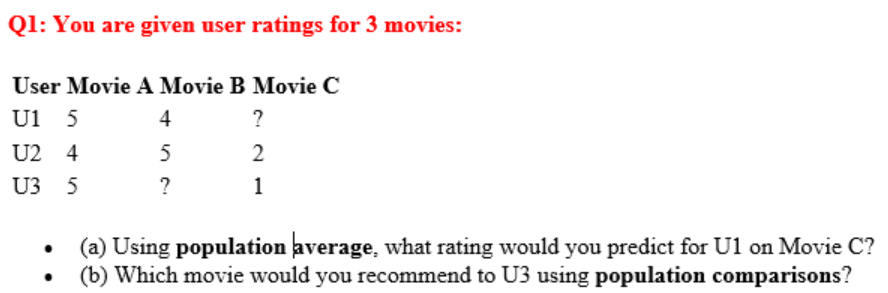 Q1: You are given user ratings for 3 movies:
User Movie A Movie B Movie C
U1 5 4 ?
U2 4 5 2
U3 5 ? 1
• (a) Using population average, what rating would you predict for U1 on Movie C?
• (b) Which movie would you recommend to U3 using population comparisons?